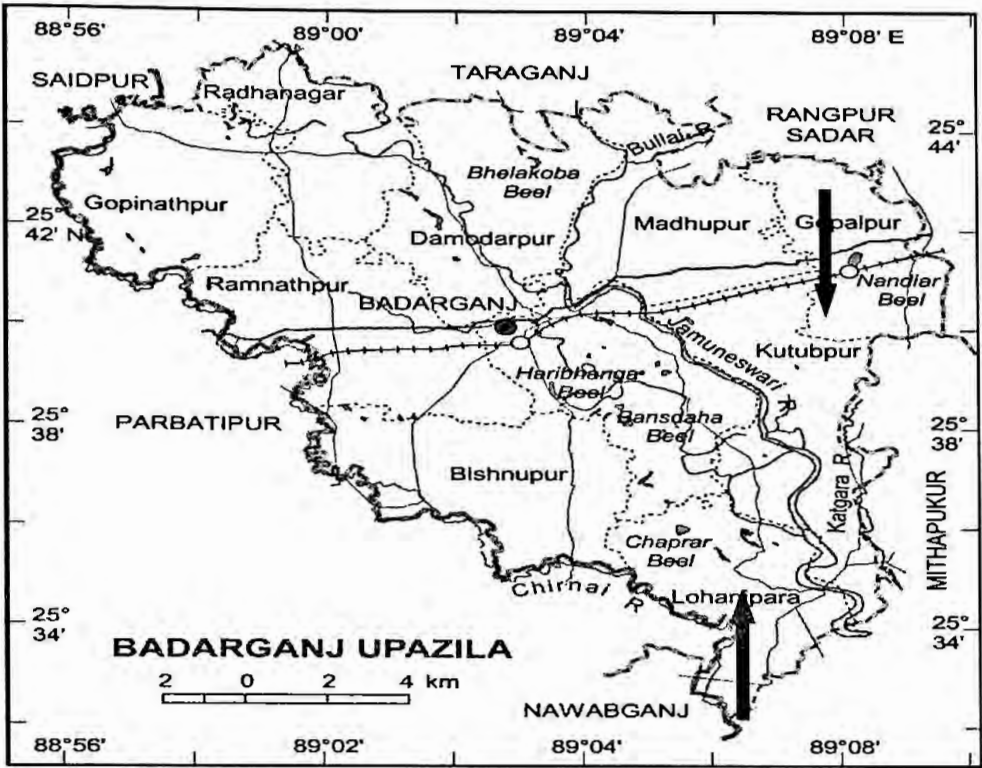 88°56' 89°00' 89°04' 89°08' E
SAIDPUR
TARAGANJ
Radhanagar
RANGPUR
SADAR
25°
44'
Bullai R
Bhelakoba
Beel
Gopinathpur
25°
42' N
Madhupur
Gopalpur
Damodarpur
Ramnathpur
BADARGANJ
Nandiar
Beel
Jamuneswari R
Kutubpur
Haribhanga
Beel
PARBATIPUR
25°
38'
Bansdaha
Beel
25°
38'
Bishnupur
Katgara R
MITHAPUKUR
Chaprar
Beel
Chirnai R
Lohanipara
25°
34'
25°
34'
BADARGANJ UPAZILA
2 0 2 4 km
NAWABGANJ
88°56' 89°02' 89°04' 89°08'